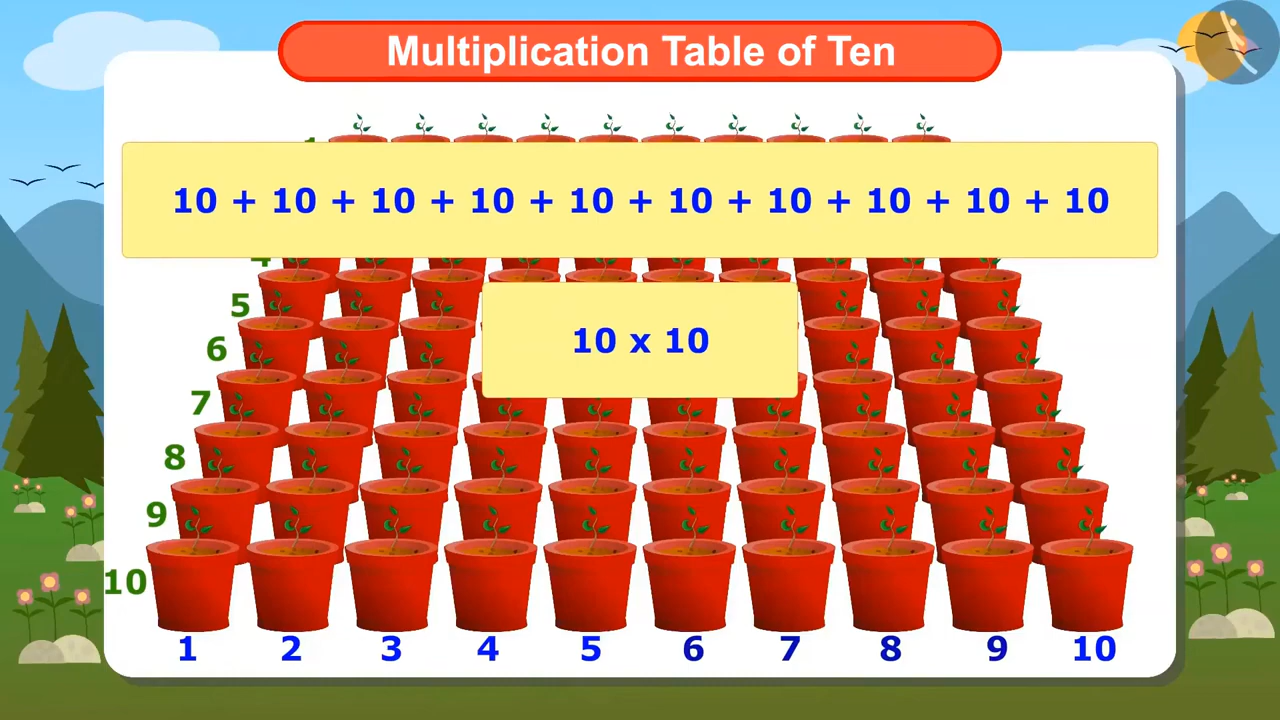 Multiplication Table of Ten
10 + 10 + 10 + 10 + 10 + 10 + 10 + 10 + 10 + 10
5
10 x 10
6
7
8
9
10
1 2 3 4 5 6 7 8 9 10